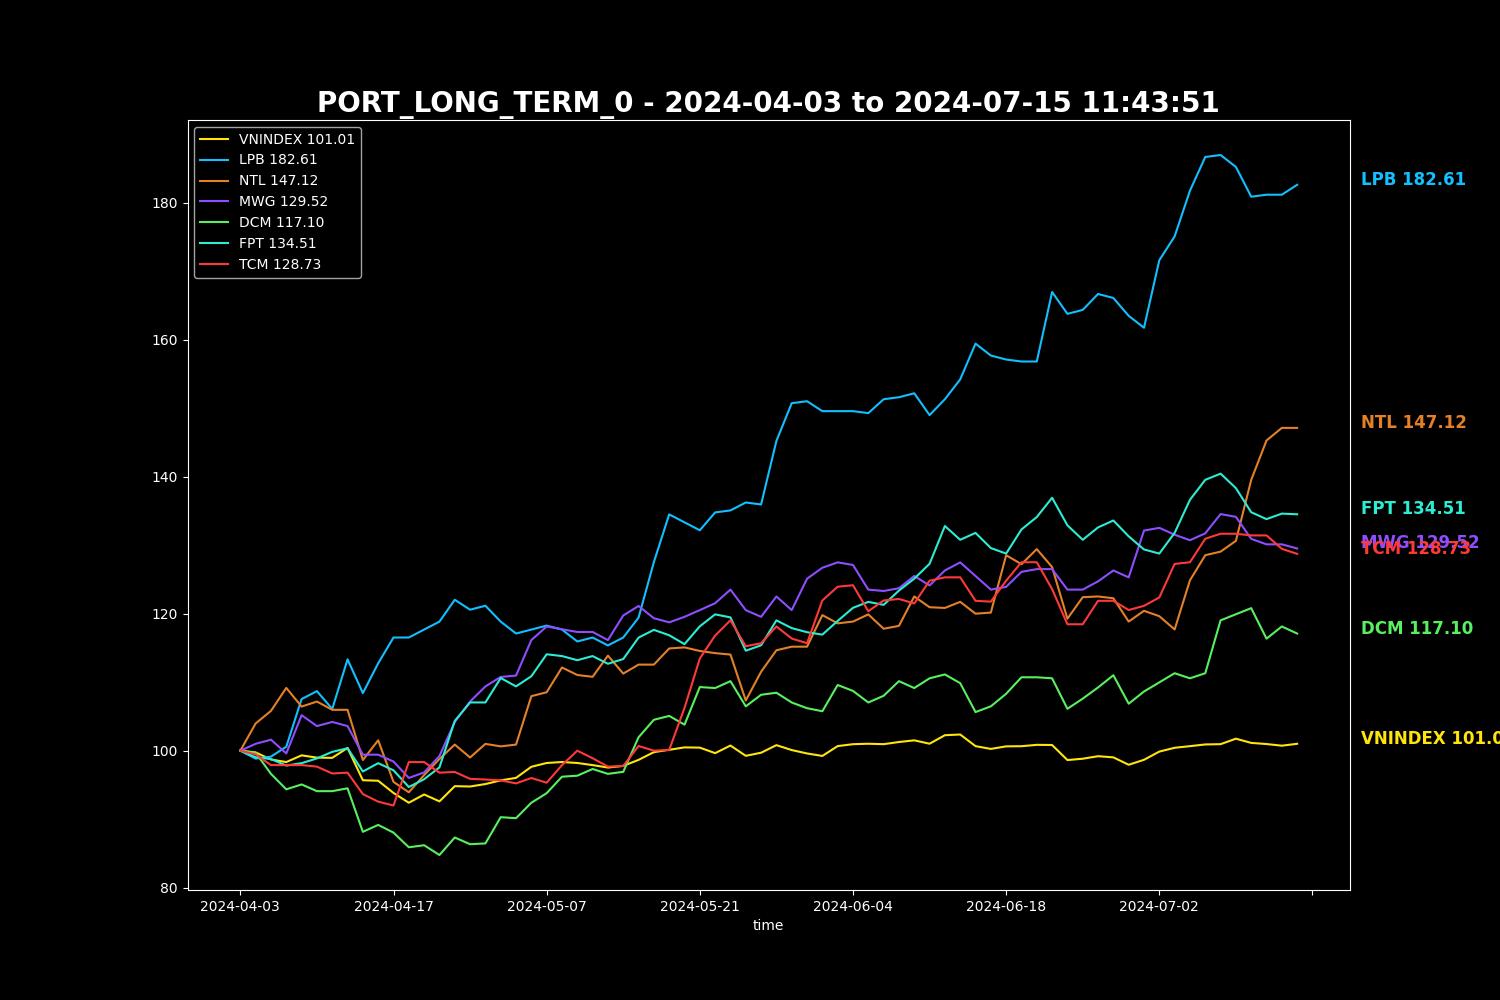 PORT_LONG_TERM_0 - 2024-04-03 to 2024-07-15 11:43:51
VNINDEX 101.01
LPB 182.61
NTL 147.12
MWG 129.52
DCM 117.10
FPT 134.51
TCM 128.73
180
160
140
120
100
80
LPB 182.61
NTL 147.12
FPT 134.51
MWG 129.52
TCM 128.73
DCM 117.10
VNINDEX 101.0
2024-04-03
2024-04-17
2024-05-07
2024-05-21
2024-06-04
2024-06-18
2024-07-02
time